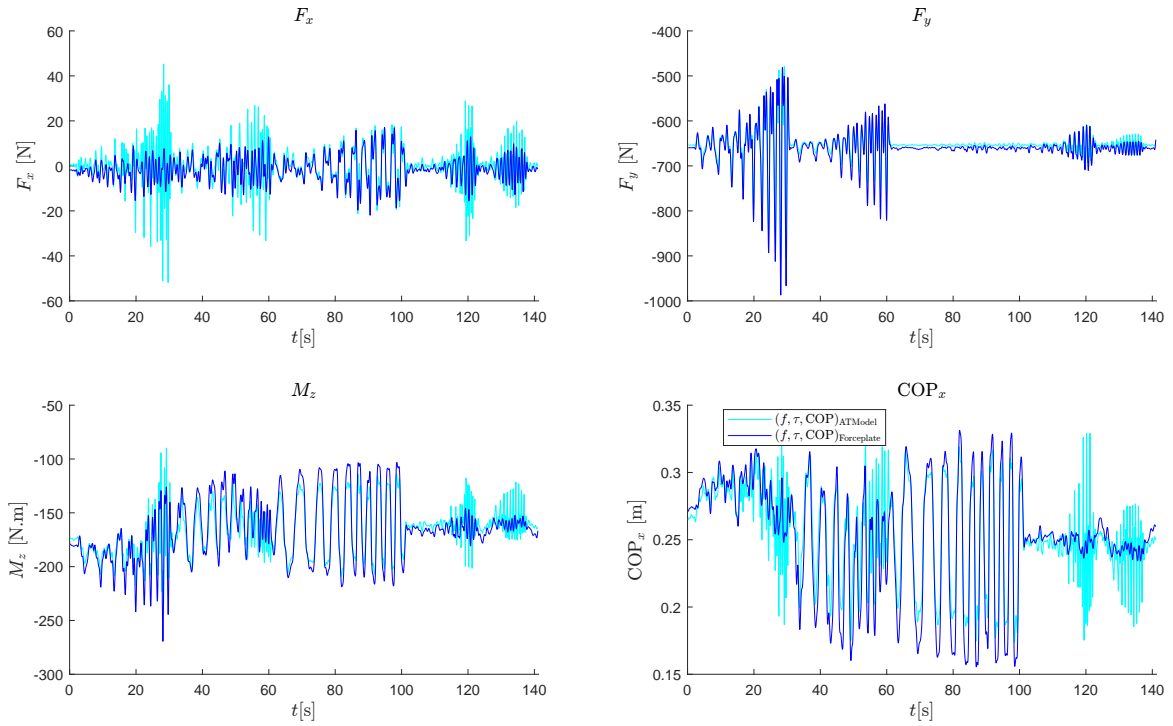 F_x
60
40
20
0
-20
-40
-60
F_x [N]
0 20 40 60 80 100 120 140
t[s]
F_y
-400
-500
-600
-700
-800
-900
-1000
F_y [N]
0 20 40 60 80 100 120 140
t[s]
M_z
-50
-100
-150
-200
-250
-300
M_z [N.m]
0 20 40 60 80 100 120 140
t[s]
COP_x
0.35
0.3
0.25
0.2
0.15
COP_x [m]
(f, τ, COP)_ATModel
(f, τ, COP)_Forceplate
0 20 40 60 80 100 120 140
t[s]